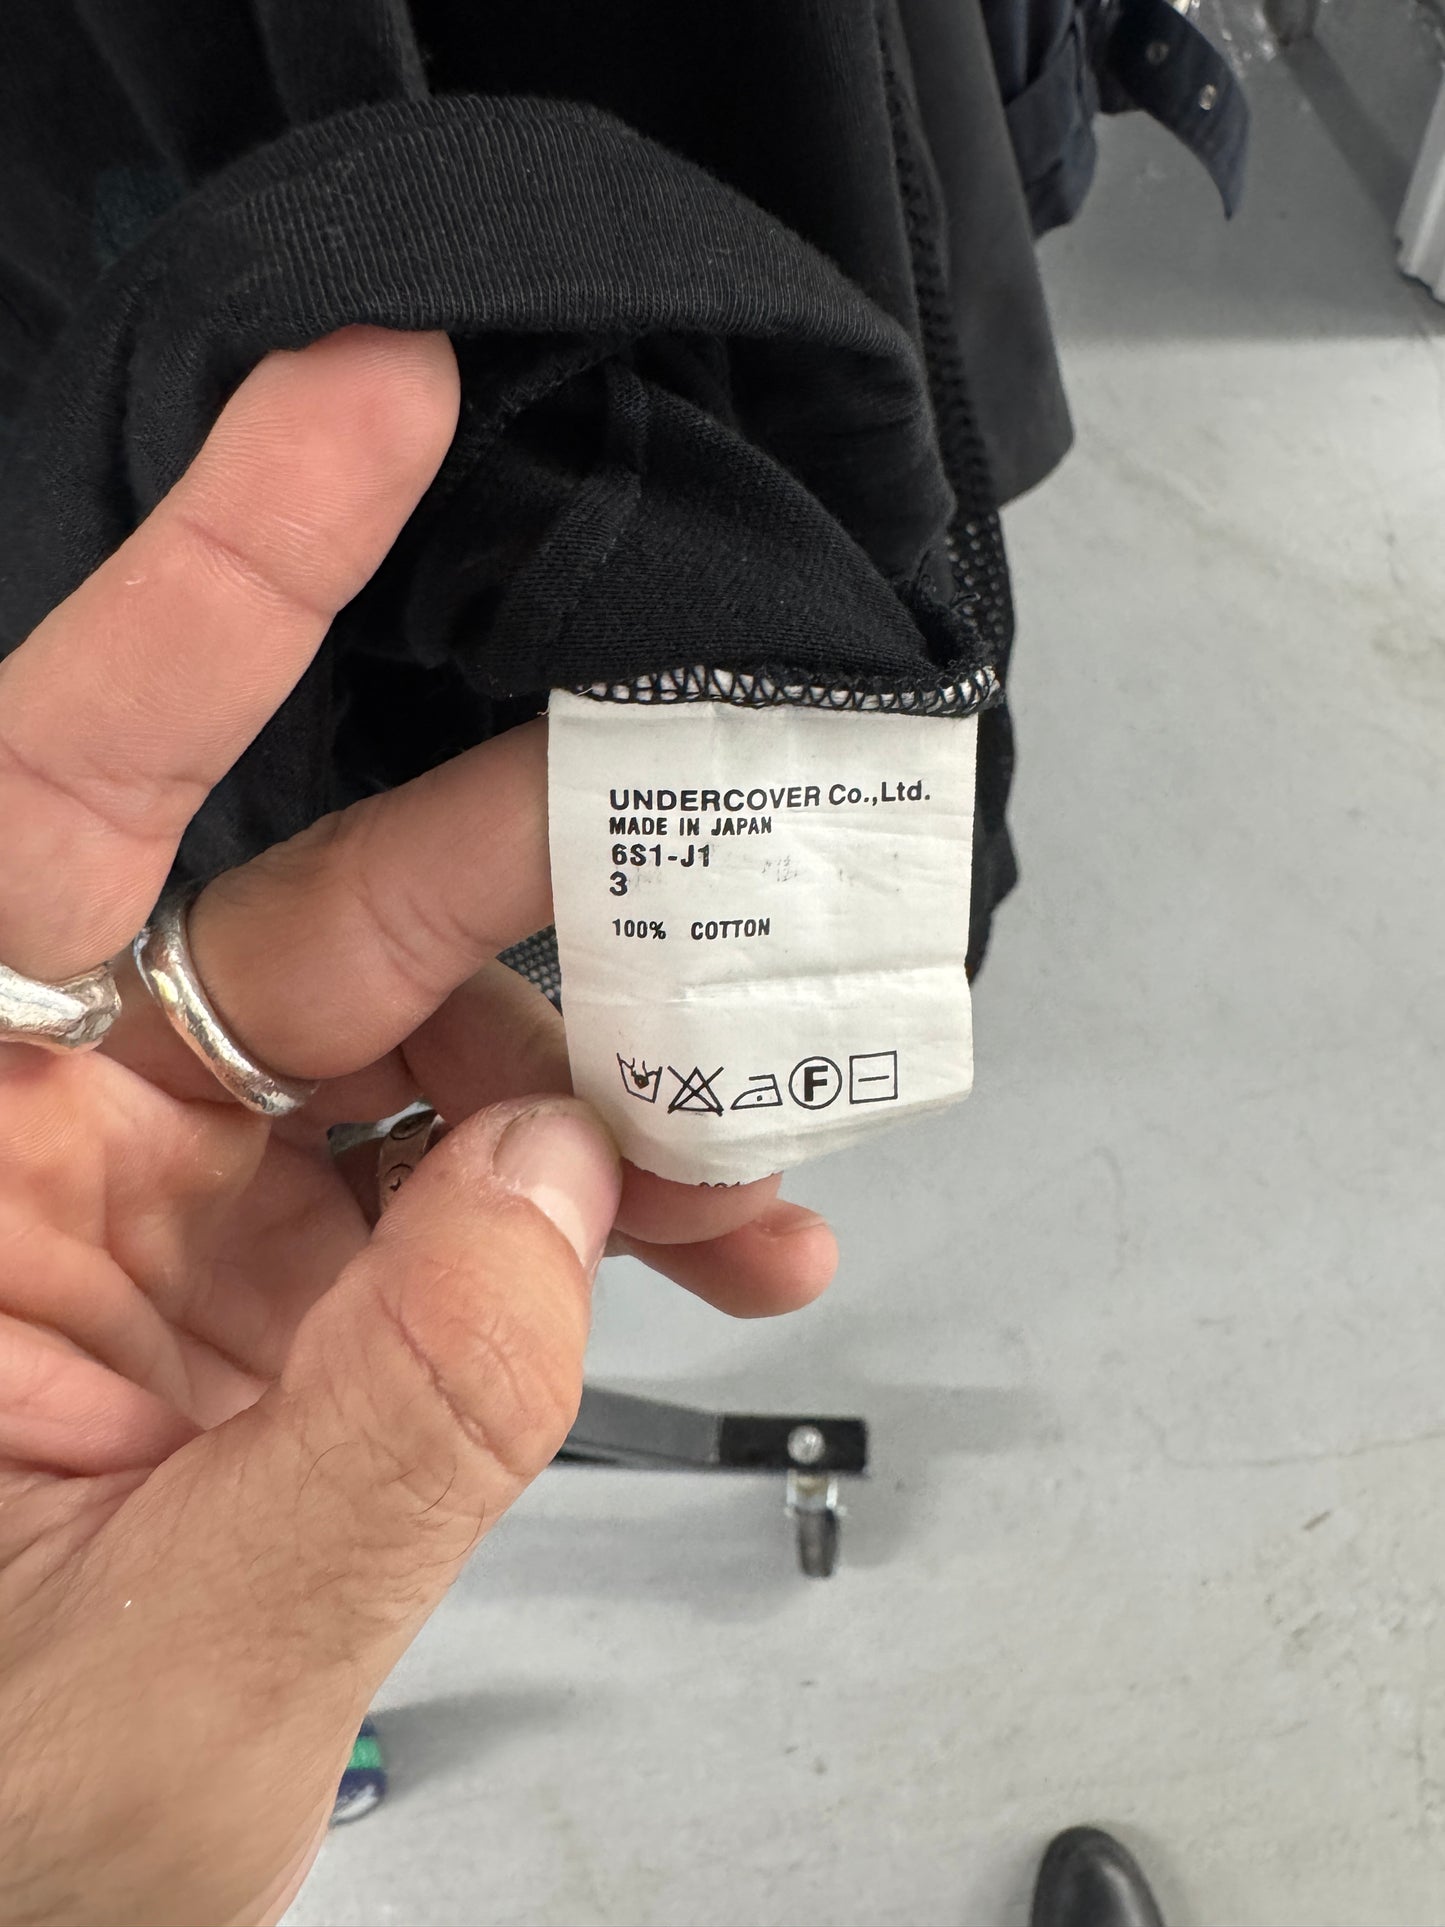 UNDERCOVER Co.,Ltd.
MADE IN JAPAN
6S1-J1
3
100% COTTON
F